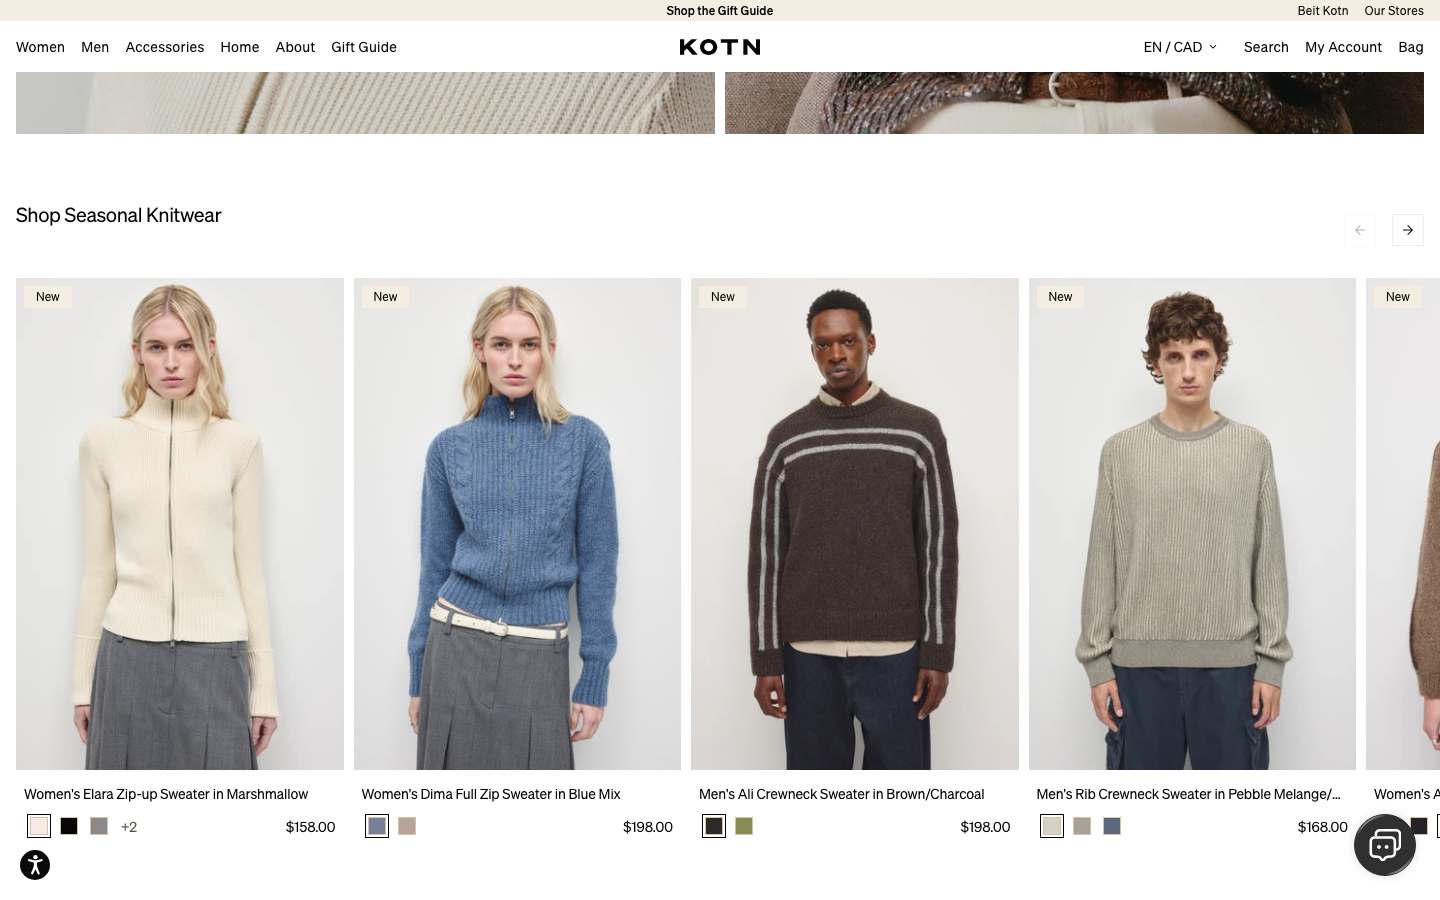 Shop the Gift Guide
Beit Kotn
Our Stores
Women
Men
Accessories
Home
About
Gift Guide
KOTN
EN / CAD
Search
My Account
Bag
Shop Seasonal Knitwear
New
New
New
New
New
Women's Elara Zip-up Sweater in Marshmallow
+2
$158.00
Women's Dima Full Zip Sweater in Blue Mix
$198.00
Men's Ali Crewneck Sweater in Brown/Charcoal
$198.00
Men's Rib Crewneck Sweater in Pebble Melange/...
$168.00
Women's A